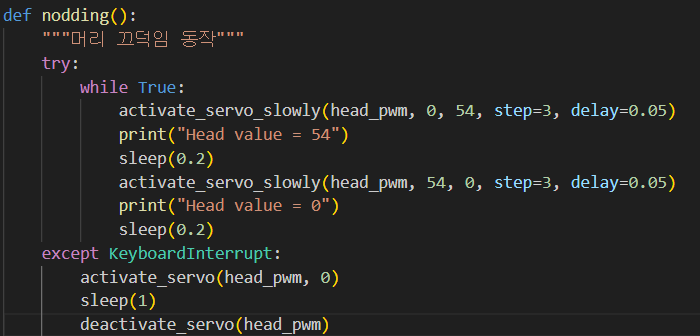 def nodding():
    """머리 끄덕임 동작"""
    try:
        while True:
            activate_servo_slowly(head_pwm, 0, 54, step=3, delay=0.05)
            print("Head value = 54")
            sleep(0.2)
            activate_servo_slowly(head_pwm, 54, 0, step=3, delay=0.05)
            print("Head value = 0")
            sleep(0.2)
    except KeyboardInterrupt:
        activate_servo(head_pwm, 0)
        sleep(1)
        deactivate_servo(head_pwm)